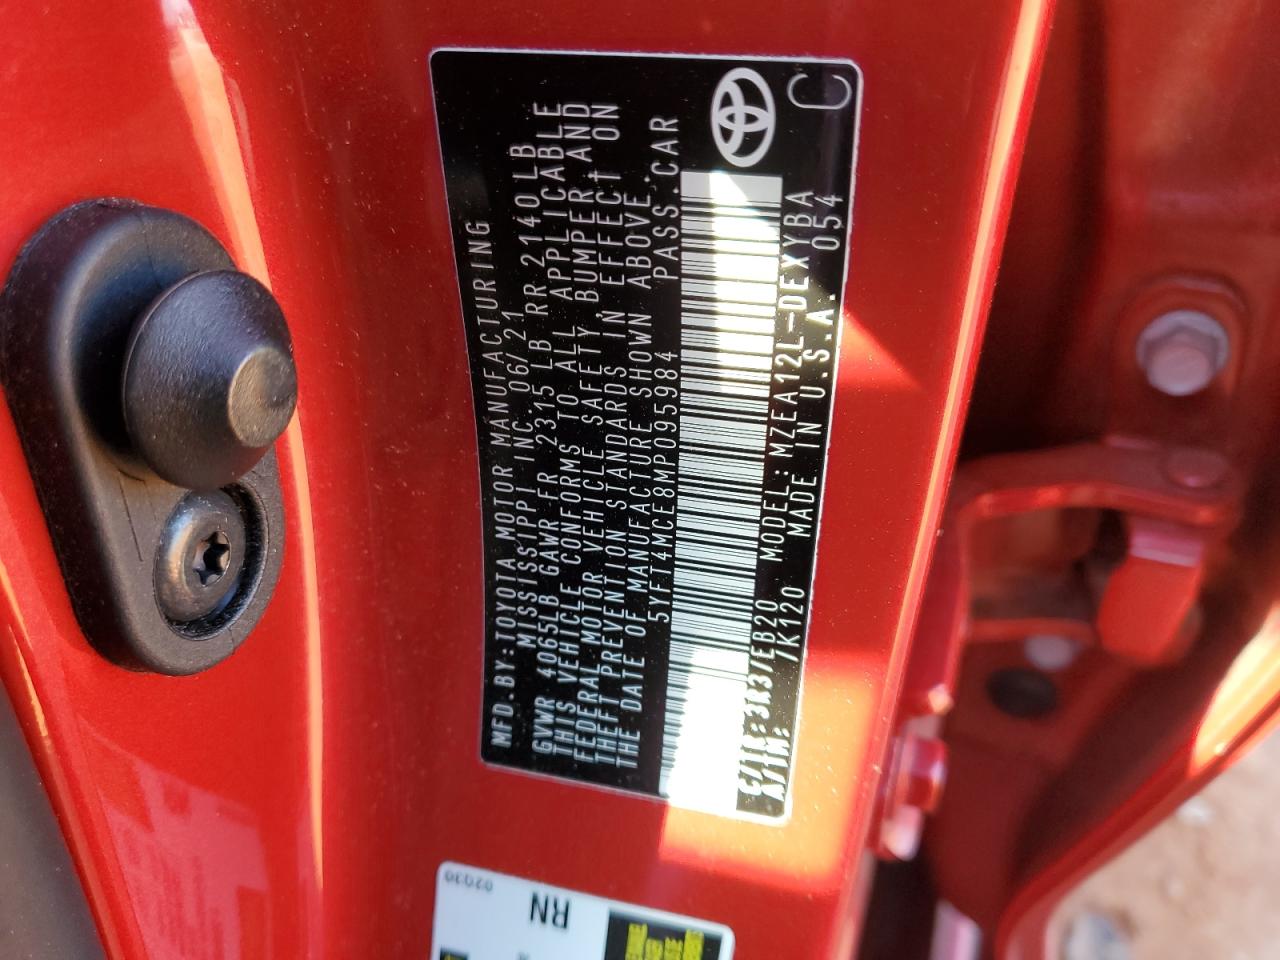 MFD.BY:TOYOTA MOTOR MANUFACTURING
MISSISSIPPI INC. 06/21
GVWR 4065LB GAWR FR 2315 LB RR 2140LB
THIS VEHICLE CONFORMS TO ALL APPLICABLE
FEDERAL MOTOR VEHICLE SAFETY, BUMPER AND
THEFT PREVENTION STANDARDS IN EFFECT ON
THE DATE OF MANUFACTURE SHOWN ABOVE.
5YFT4MCE8MP095984 PASS.CAR
C/TR:3R3/EB20 MODEL:MZEA12L-DEXYBA
A/TM: /K120 MADE IN U.S.A. 054
C
RN